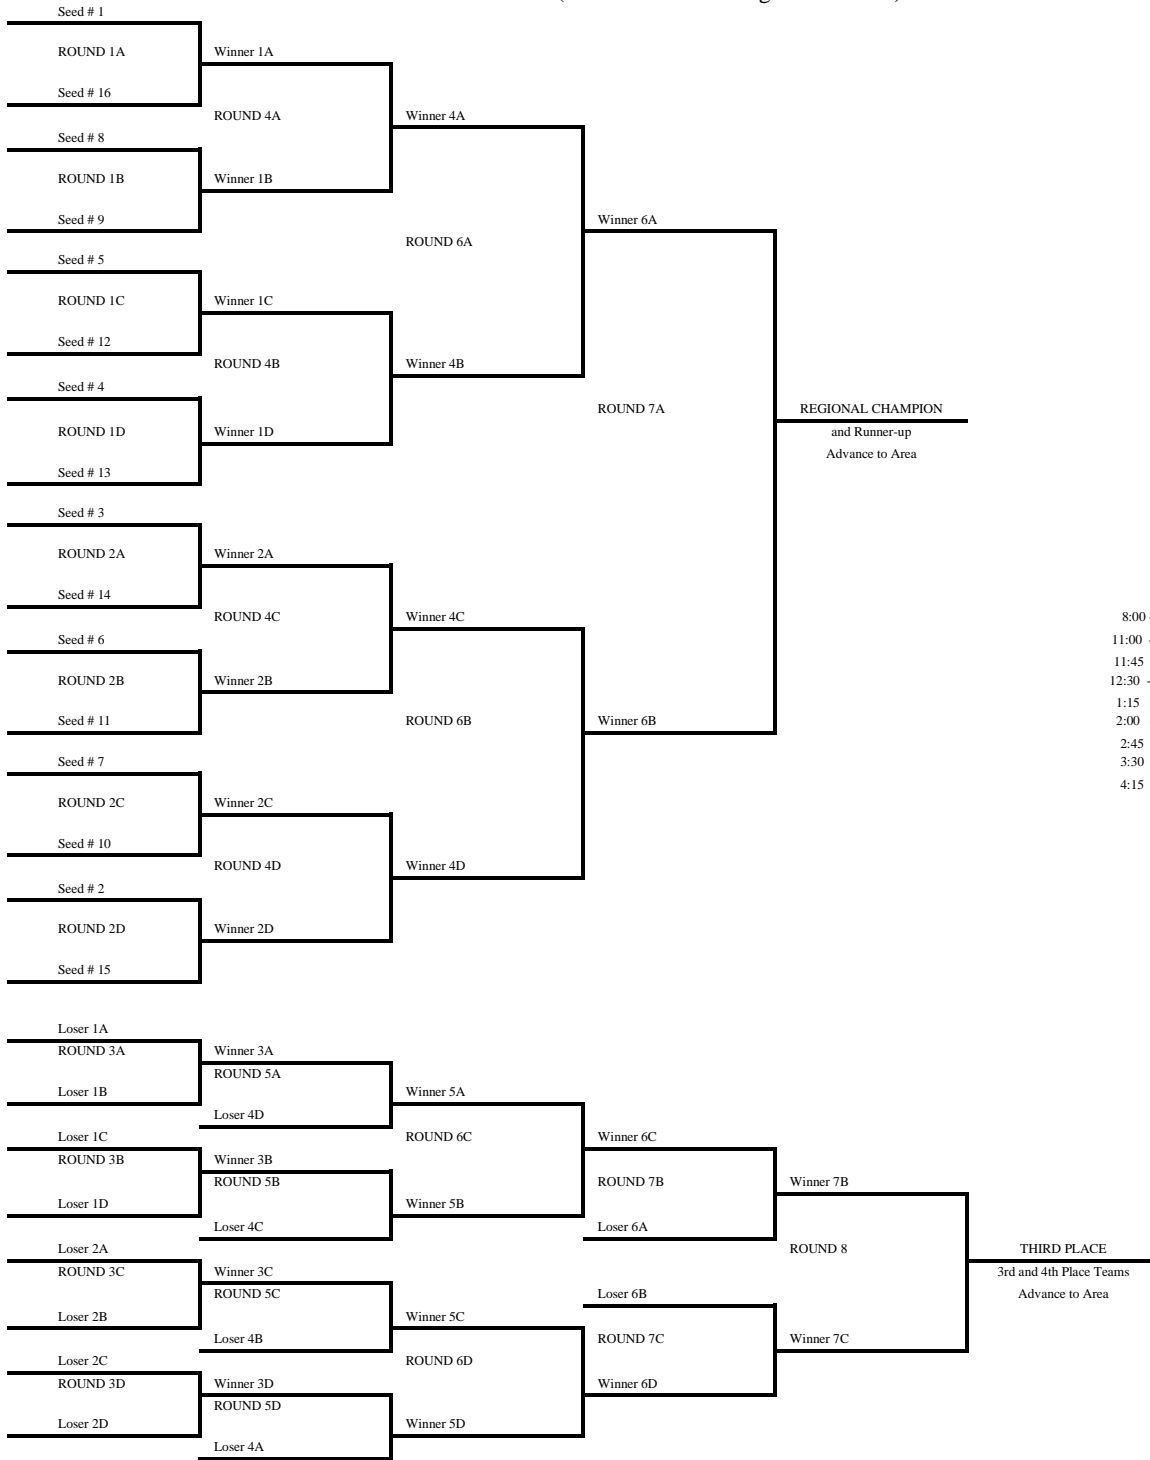 Seed # 1
ROUND 1A
Winner 1A
Seed # 16
ROUND 4A
Winner 4A
Seed # 8
ROUND 1B
Winner 1B
Seed # 9
Winner 6A
ROUND 6A
Seed # 5
ROUND 1C
Winner 1C
Seed # 12
ROUND 4B
Winner 4B
Seed # 4
ROUND 7A
REGIONAL CHAMPION
ROUND 1D
Winner 1D
and Runner-up
Advance to Area
Seed # 13
Seed # 3
ROUND 2A
Winner 2A
Seed # 14
ROUND 4C
Winner 4C
8:00
Seed # 6
11:00
11:45
ROUND 2B
Winner 2B
12:30
1:15
Seed # 11
ROUND 6B
Winner 6B
2:00
2:45
Seed # 7
3:30
4:15
ROUND 2C
Winner 2C
Seed # 10
ROUND 4D
Winner 4D
Seed # 2
ROUND 2D
Winner 2D
Seed # 15
Loser 1A
ROUND 3A
Winner 3A
ROUND 5A
Loser 1B
Winner 5A
Loser 4D
Loser 1C
ROUND 6C
Winner 6C
ROUND 3B
Winner 3B
ROUND 5B
ROUND 7B
Winner 7B
Loser 1D
Winner 5B
Loser 4C
Loser 6A
Loser 2A
ROUND 8
THIRD PLACE
ROUND 3C
Winner 3C
3rd and 4th Place Teams
ROUND 5C
Loser 6B
Advance to Area
Loser 2B
Winner 5C
Loser 4B
ROUND 7C
Winner 7C
Loser 2C
ROUND 6D
ROUND 3D
Winner 3D
Winner 6D
ROUND 5D
Loser 2D
Winner 5D
Loser 4A